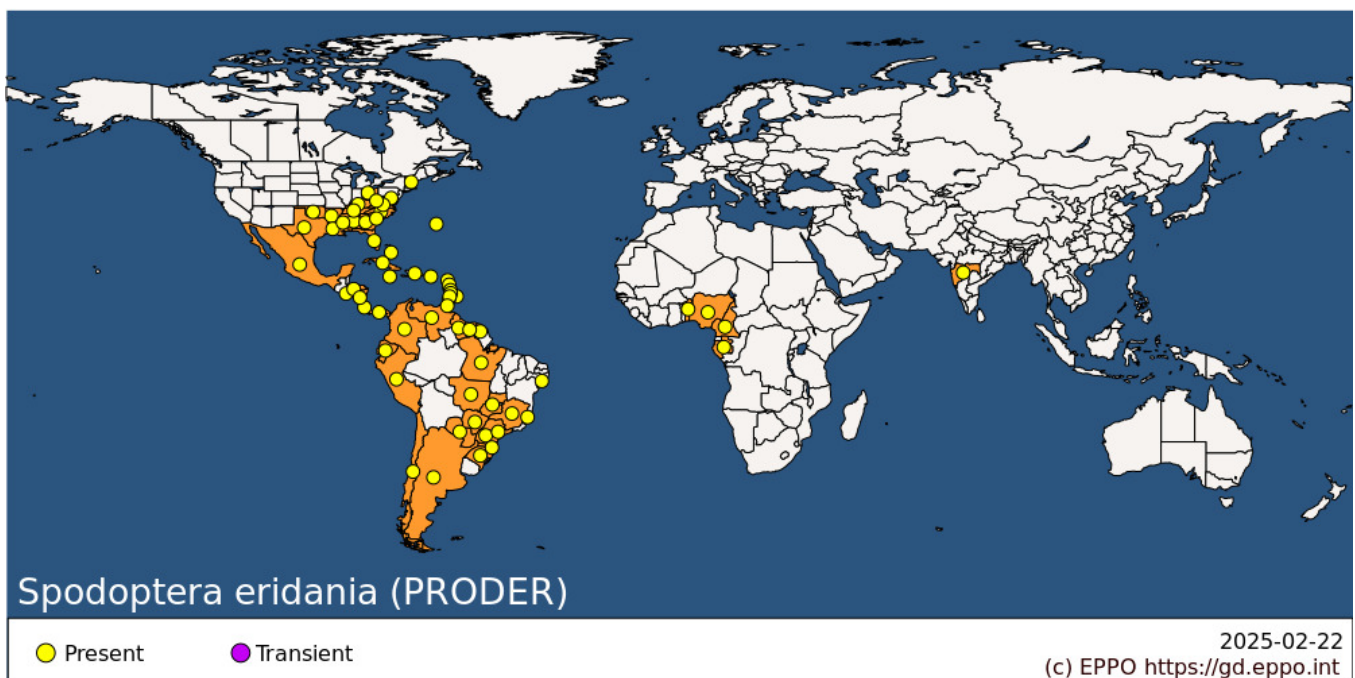 Spodoptera eridania (PRODER)
Present
Transient
2025-02-22
(c) EPPO https://gd.eppo.int